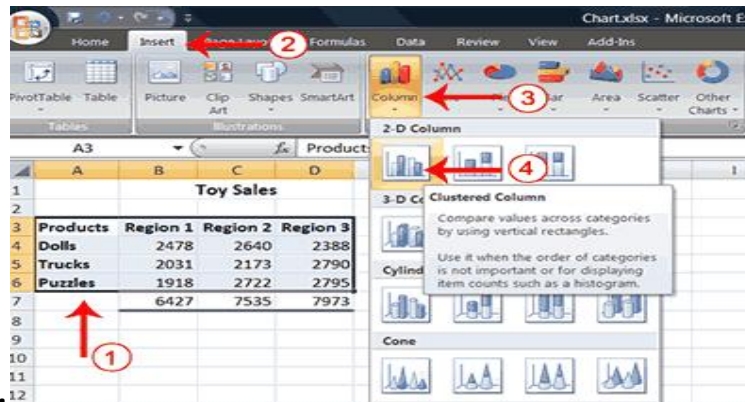 Chart.xlsx - Microsoft E
Home Insert Formulas Data Review View Add-Ins
2
PivotTable Table Picture Clip Art Shapes SmartArt Column Bar Area Scatter Other Charts
3
Tables Illustrations
A3 fx Product
2-D Column
4
A B C D I
1 Toy Sales
2
3 Products Region 1 Region 2 Region 3
4 Dolls 2478 2640 2388
5 Trucks 2031 2173 2790
6 Puzzles 1918 2722 2795
7 6427 7535 7973
8
9
10
11
12
1
3-D Co
Clustered Column
Compare values across categories
by using vertical rectangles.
Use it when the order of categories
is not important or for displaying
item counts such as a histogram.
Cylind
Cone